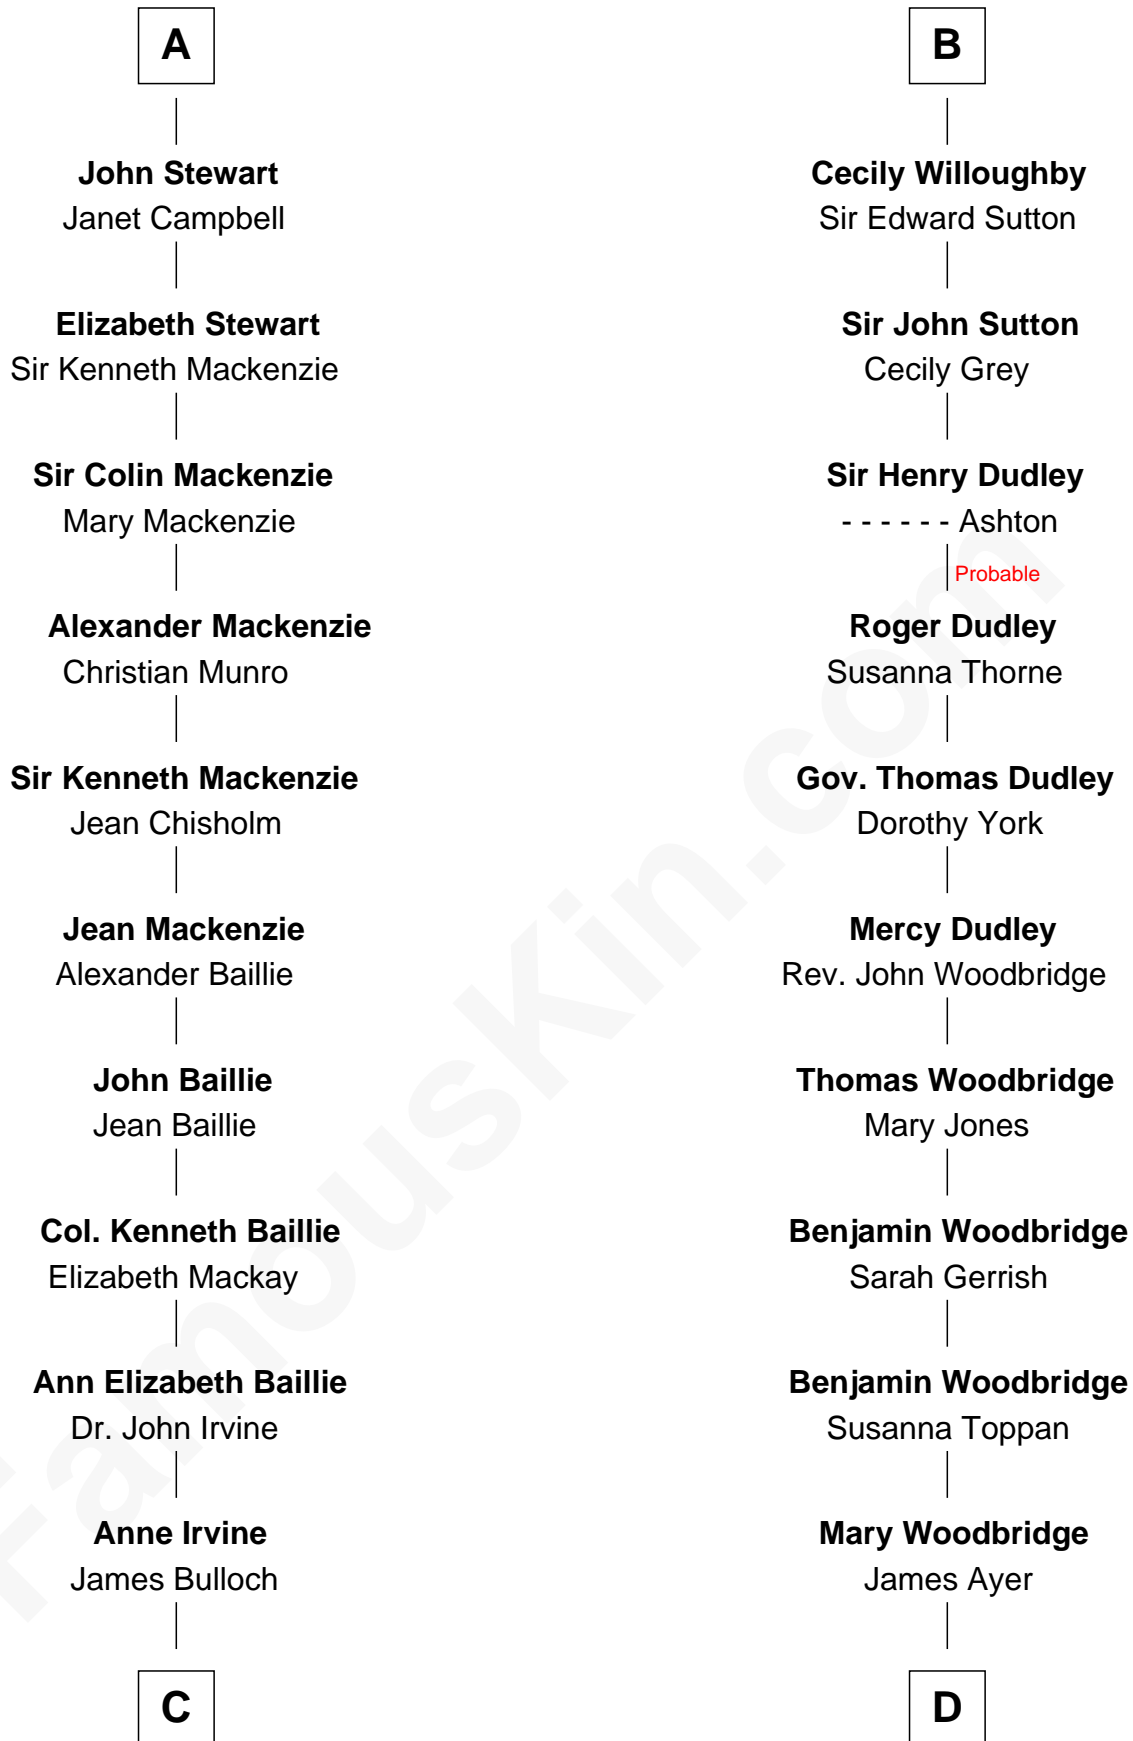 A
John Stewart
Janet Campbell
Elizabeth Stewart
Sir Kenneth Mackenzie
Sir Colin Mackenzie
Mary Mackenzie
Alexander Mackenzie
Christian Munro
Sir Kenneth Mackenzie
Jean Chisholm
Jean Mackenzie
Alexander Baillie
John Baillie
Jean Baillie
Col. Kenneth Baillie
Elizabeth Mackay
Ann Elizabeth Baillie
Dr. John Irvine
Anne Irvine
James Bulloch
C
B
Cecily Willoughby
Sir Edward Sutton
Sir John Sutton
Cecily Grey
Sir Henry Dudley
- - - - - - Ashton
Probable
Roger Dudley
Susanna Thorne
Gov. Thomas Dudley
Dorothy York
Mercy Dudley
Rev. John Woodbridge
Thomas Woodbridge
Mary Jones
Benjamin Woodbridge
Sarah Gerrish
Benjamin Woodbridge
Susanna Toppan
Mary Woodbridge
James Ayer
D
FamousKin.com